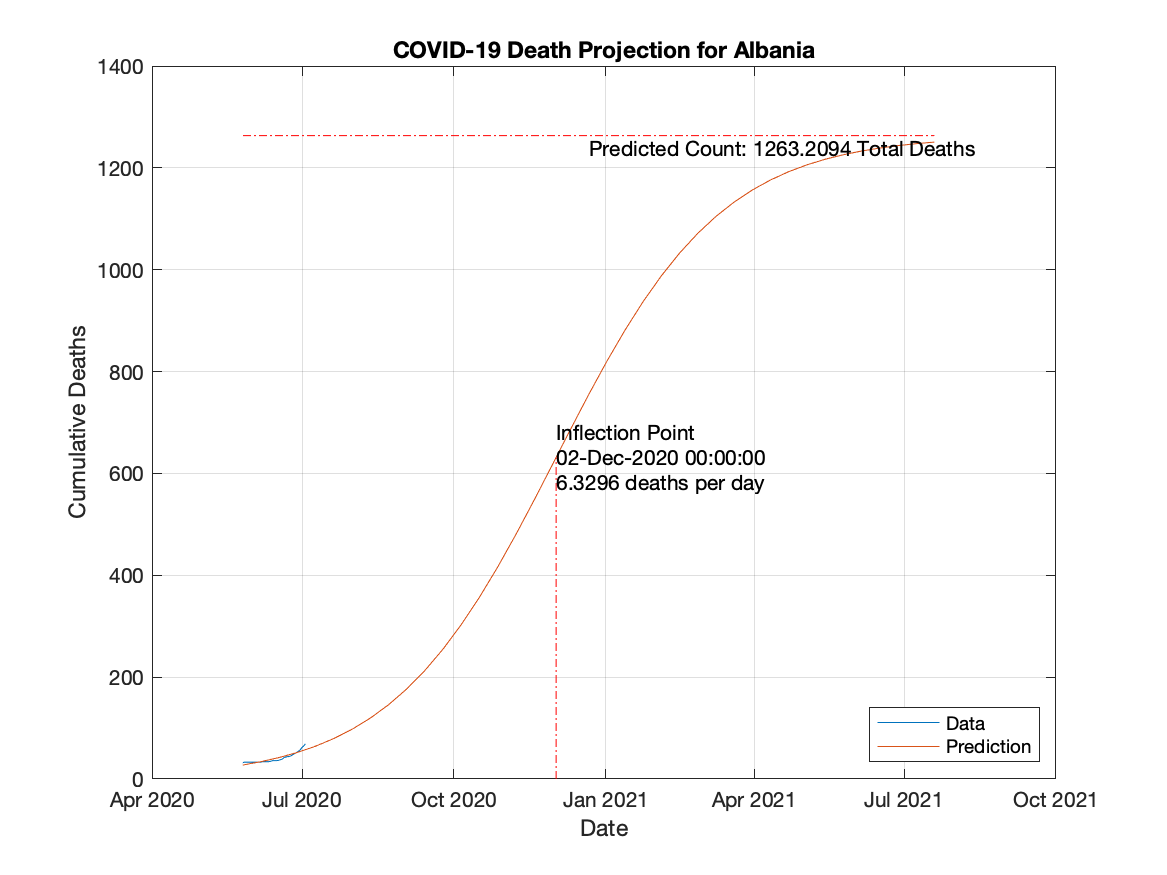 COVID-19 Death Projection for Albania
1400
1200
1000
800
600
400
200
0
Cumulative Deaths
Predicted Count: 1263.2094 Total Deaths
Inflection Point
02-Dec-2020 00:00:00
6.3296 deaths per day
Data
Prediction
Apr 2020
Jul 2020
Oct 2020
Jan 2021
Apr 2021
Jul 2021
Oct 2021
Date